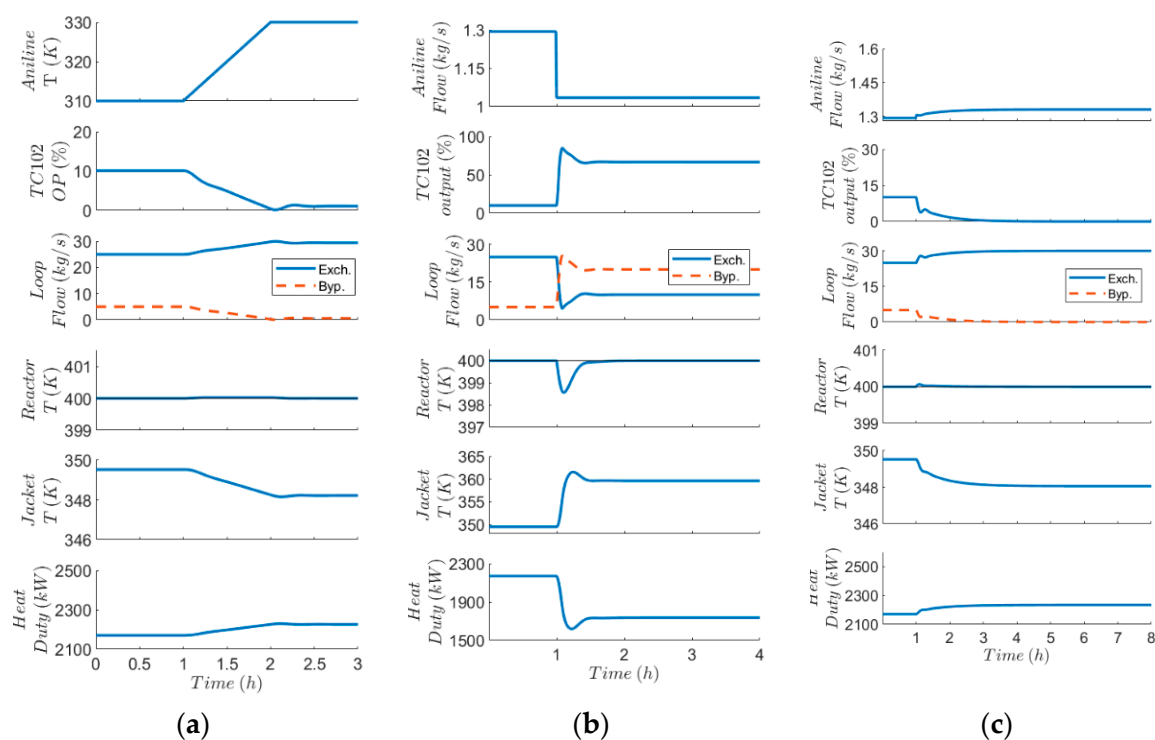 Aniline
T (K)
330
320
310
TC102
OP (%)
20
10
0
Loop
Flow (kg/s)
30
20
10
0
Exch.
Byp.
Reactor
T (K)
401
400
399
Jacket
T (K)
350
348
346
Heat
Duty (kW)
2500
2300
2100
0 0.5 1 1.5 2 2.5 3
Time (h)
(a)
Aniline
Flow (kg/s)
1.3
1.15
1
TC102
output (%)
100
50
0
Loop
Flow (kg/s)
30
15
0
Exch.
Byp.
Reactor
T (K)
400
399
398
397
Jacket
T (K)
365
360
355
350
Heat
Duty (kW)
2300
1900
1500
1 2 3 4
Time (h)
(b)
Aniline
Flow (kg/s)
1.6
1.45
1.3
TC102
output (%)
30
15
0
Loop
Flow (kg/s)
30
15
0
Exch.
Byp.
Reactor
T (K)
401
400
399
Jacket
T (K)
350
348
346
Heat
Duty (kW)
2500
2300
2100
1 2 3 4 5 6 7 8
Time (h)
(c)